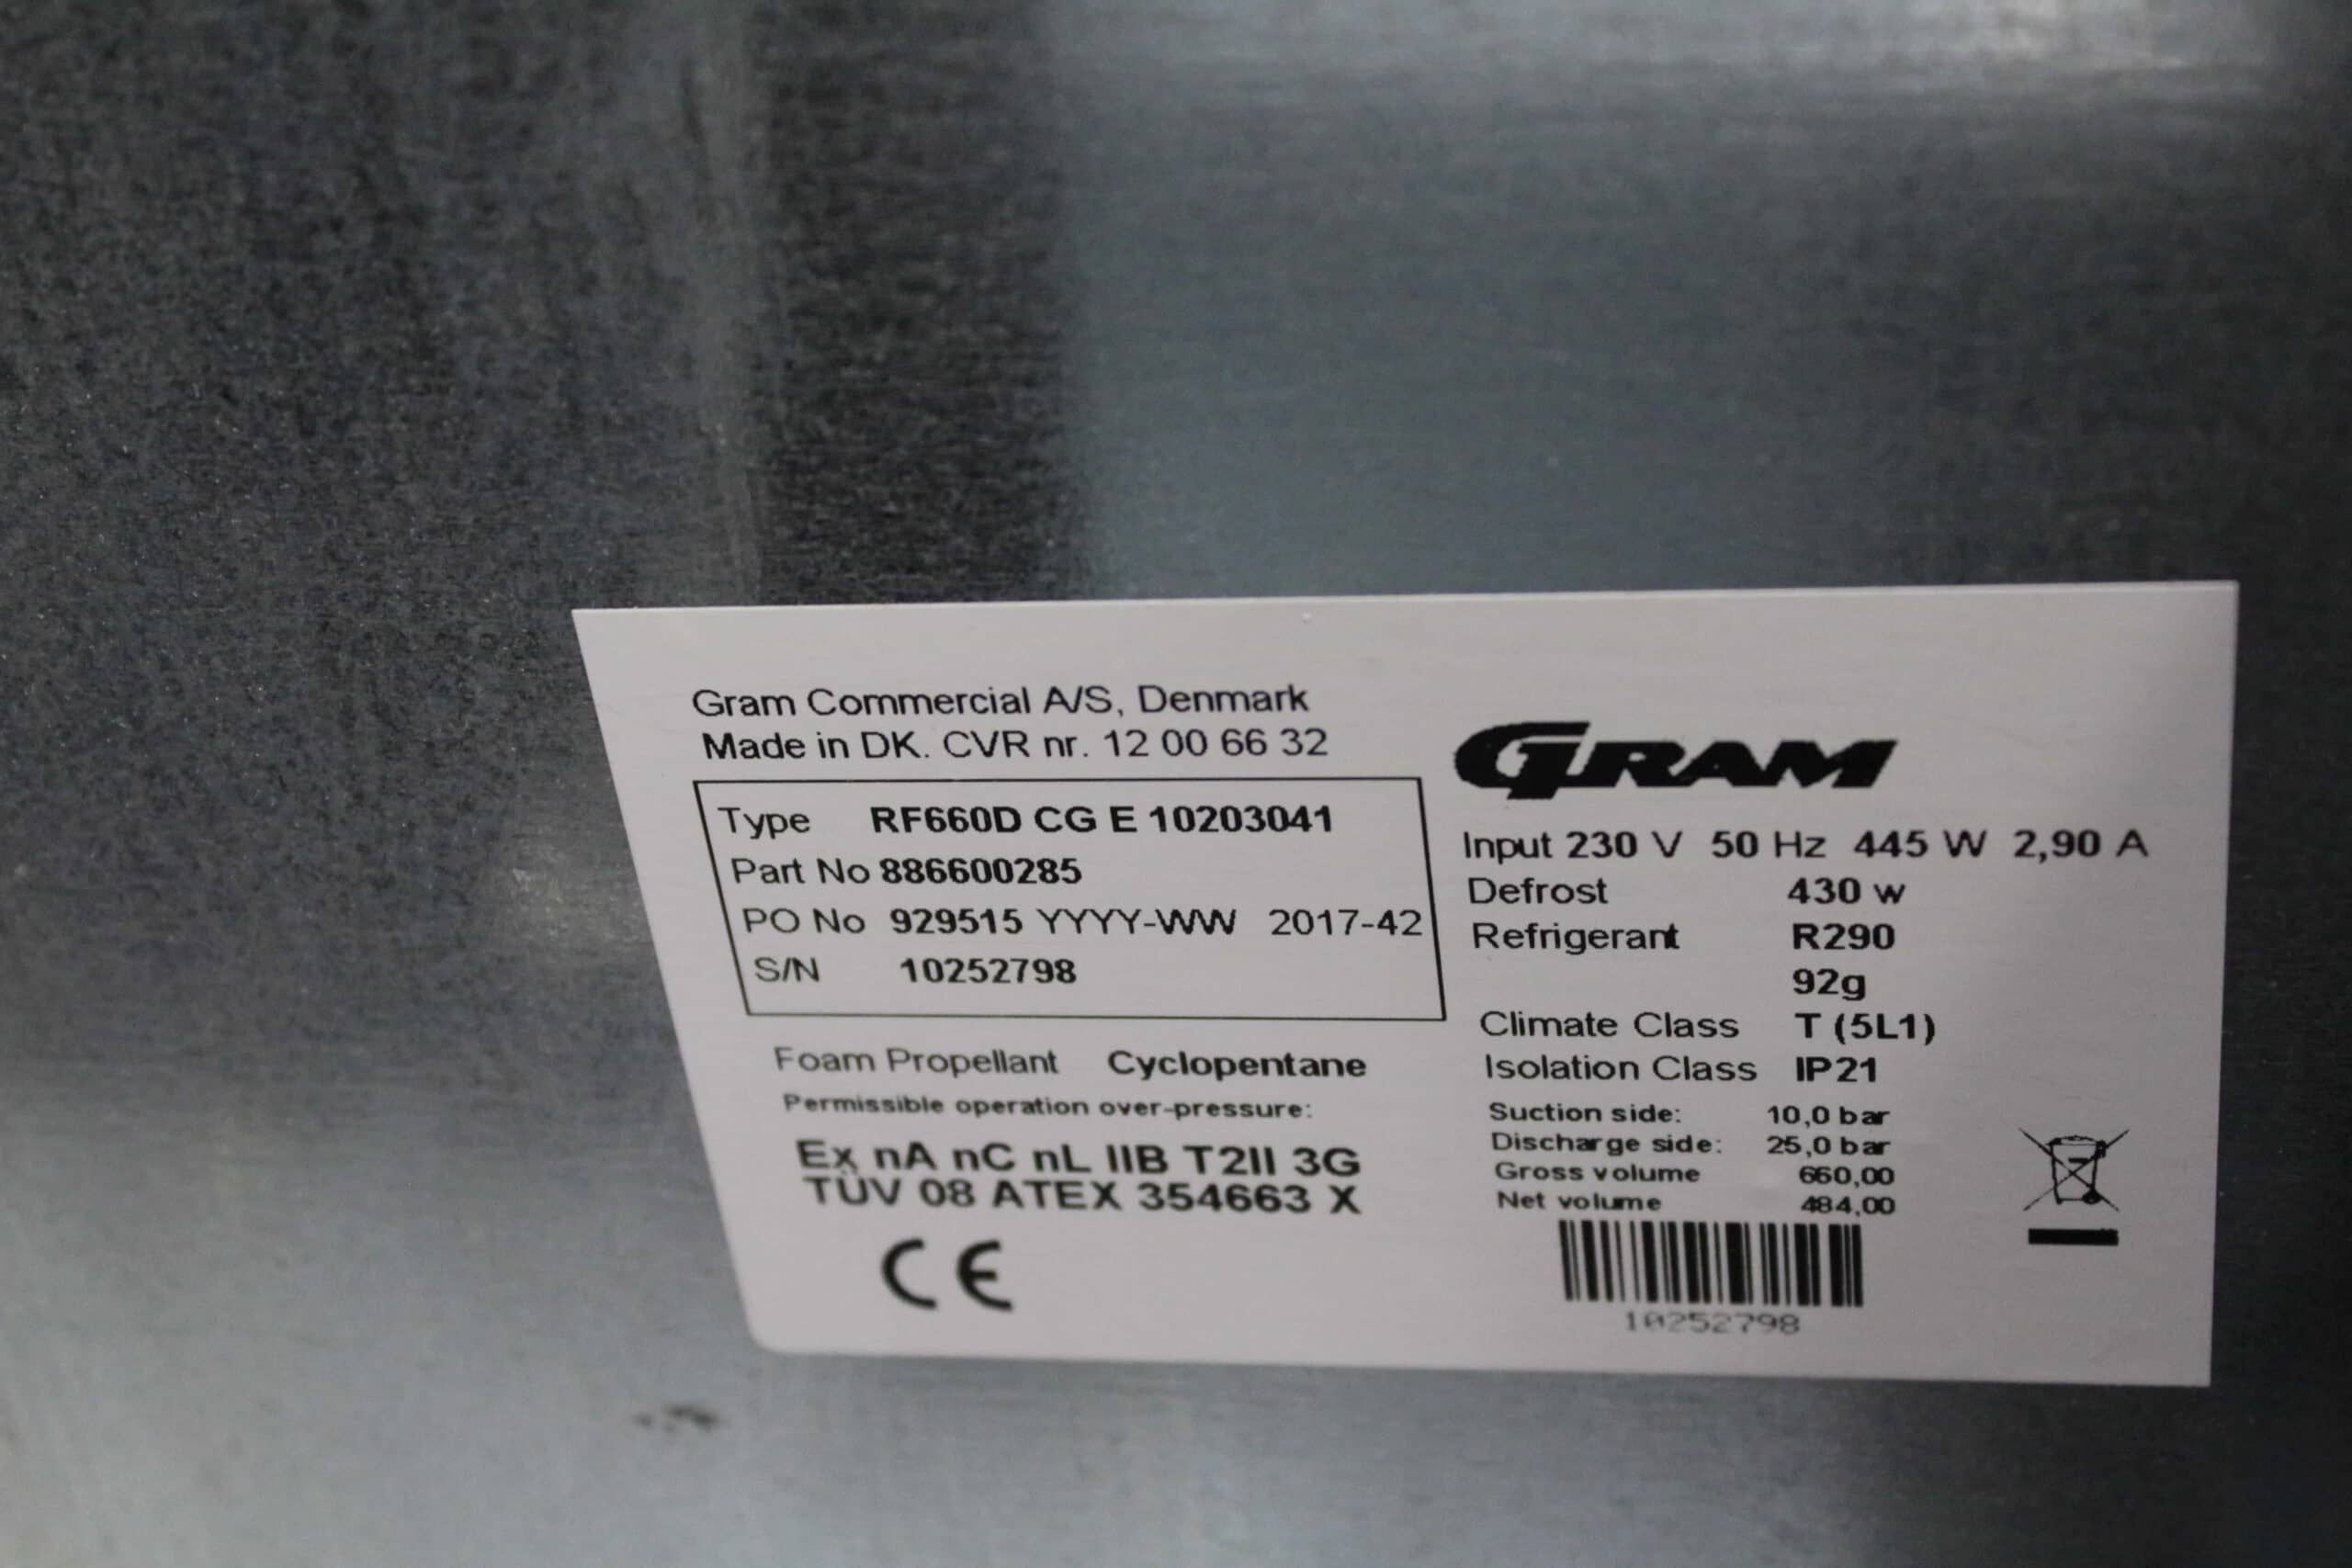 Gram Commercial A/S, Denmark
Made in DK. CVR nr. 12 00 66 32
Type RF660D CG E 10203041
Part No 886600285
PO No 929515 YYYY-WW 2017-42
S/N 10252798
Foam Propellant Cyclopentane
Permissible operation over-pressure:
Ex nA nC nL IIB T2II 3G
TÜV 08 ATEX 354663 X
CE
GRAM
Input 230 V 50 Hz 445 W 2,90 A
Defrost 430 w
Refrigerant R290
92g
Climate Class T (5L1)
Isolation Class IP21
Suction side: 10,0 bar
Discharge side: 25,0 bar
Gross volume 660,00
Net volume 484,00
10252798